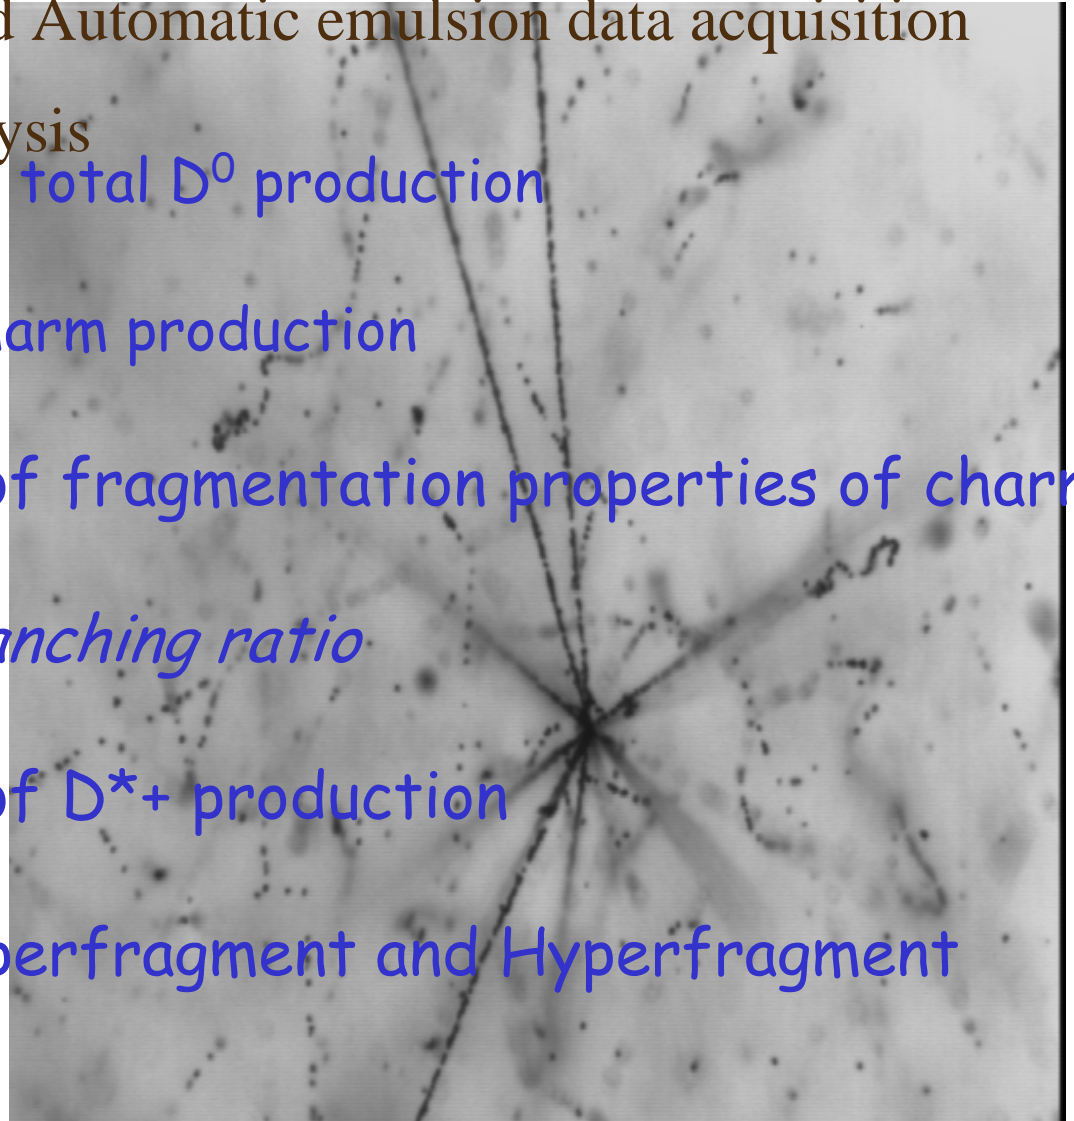 d Automatic emulsion data acquisition
ysis
total D⁰ production
arm production
of fragmentation properties of char
anching ratio
of D*+ production
perfragment and Hyperfragment